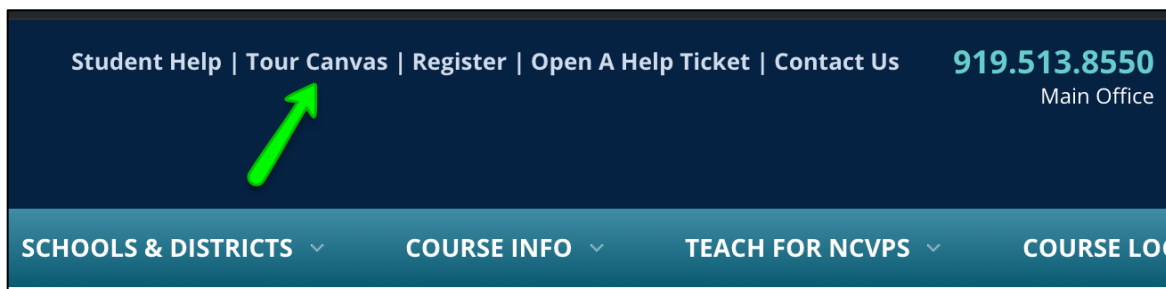 Student Help | Tour Canvas | Register | Open A Help Ticket | Contact Us
919.513.8550
Main Office
SCHOOLS & DISTRICTS
COURSE INFO
TEACH FOR NCVPS
COURSE